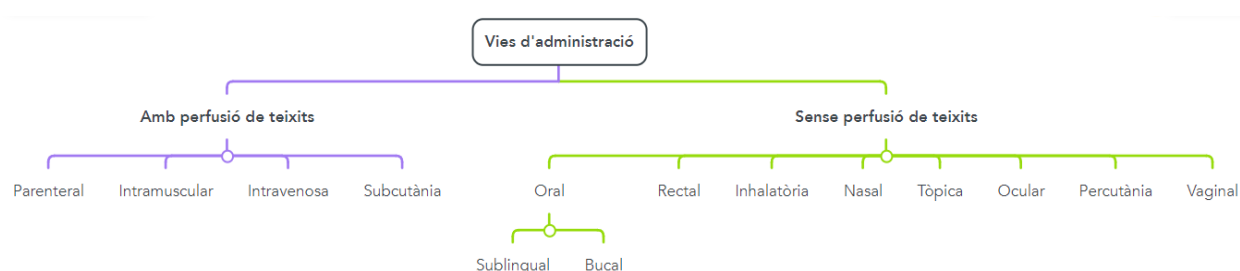 Vies d'administració
Amb perfusió de teixits
Sense perfusió de teixits
Parenteral
Intramuscular
Intravenosa
Subcutània
Oral
Rectal
Inhalatòria
Nasal
Tòpica
Ocular
Percutània
Vaginal
Sublingual
Bucal